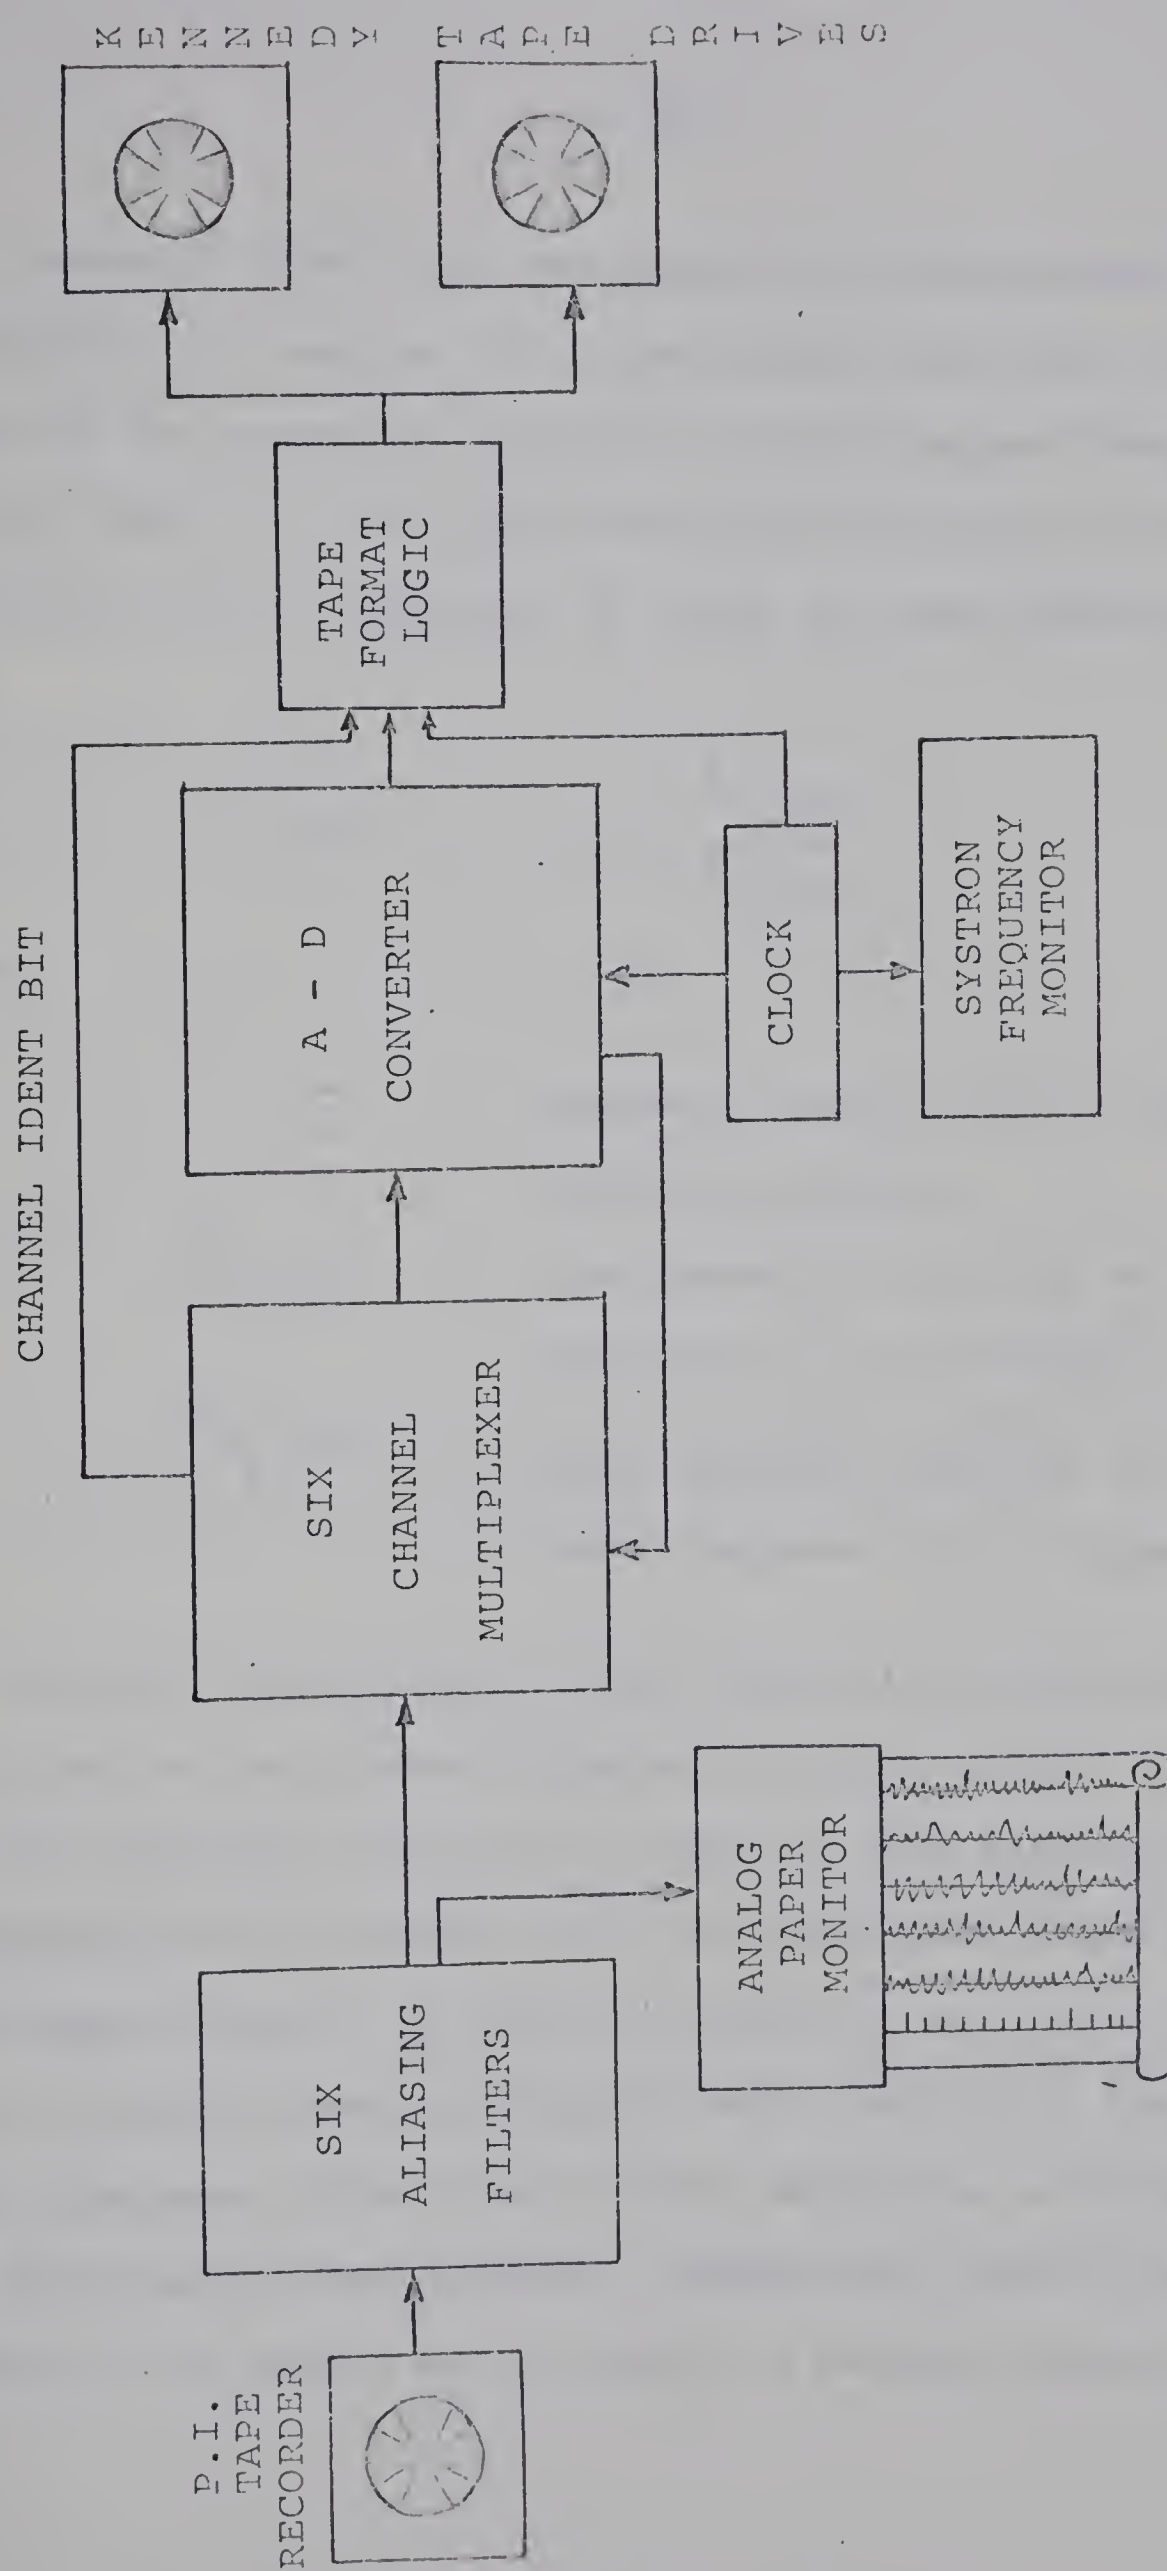 P.I.
TAPE
RECORDER
SIX
ALIASING
FILTERS
ANALOG
PAPER
MONITOR
SIX
CHANNEL
MULTIPLEXER
CHANNEL IDENT BIT
A - D
CONVERTER
CLOCK
SYSTRON
FREQUENCY
MONITOR
TAPE
FORMAT
LOGIC
KENNEDY TAPE DRIVES